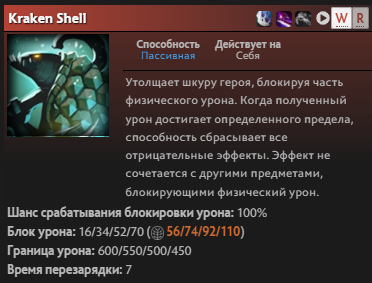 Kraken Shell
W R
Способность
Пассивная
Действует на
Себя
Утолщает шкуру героя, блокируя часть
физического урона. Когда полученный
урон достигает определенного предела,
способность сбрасывает все
отрицательные эффекты. Эффект не
сочетается с другими предметами,
блокирующими физический урон.
Шанс срабатывания блокировки урона: 100%
Блок урона: 16/34/52/70 (56/74/92/110)
Граница урона: 600/550/500/450
Время перезарядки: 7